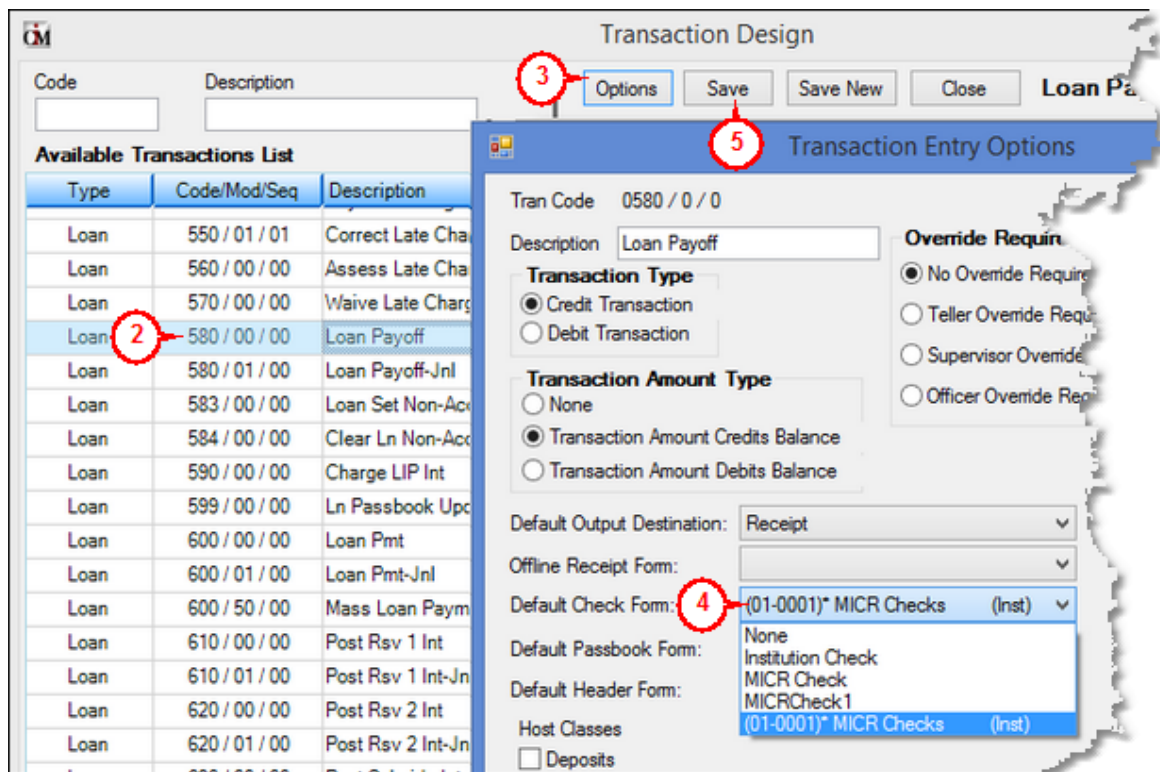 Transaction Design
Code Description
3 Options Save Save New Close Loan Pa
5
Available Transactions List
Type Code/Mod/Seq Description
Loan 550 / 01 / 01 Correct Late Cha
Loan 560 / 00 / 00 Assess Late Cha
Loan 570 / 00 / 00 Waive Late Charg
Loan 2 580 / 00 / 00 Loan Payoff
Loan 580 / 01 / 00 Loan Payoff-Jnl
Loan 583 / 00 / 00 Loan Set Non-Acc
Loan 584 / 00 / 00 Clear Ln Non-Acc
Loan 590 / 00 / 00 Charge LIP Int
Loan 599 / 00 / 00 Ln Passbook Upd
Loan 600 / 00 / 00 Loan Pmt
Loan 600 / 01 / 00 Loan Pmt-Jnl
Loan 600 / 50 / 00 Mass Loan Paym
Loan 610 / 00 / 00 Post Rsv 1 Int
Loan 610 / 01 / 00 Post Rsv 1 Int-Jn
Loan 620 / 00 / 00 Post Rsv 2 Int
Loan 620 / 01 / 00 Post Rsv 2 Int-Jn
Transaction Entry Options
Tran Code 0580 / 0 / 0
Description Loan Payoff
Transaction Type
Credit Transaction
Debit Transaction
Transaction Amount Type
None
Transaction Amount Credits Balance
Transaction Amount Debits Balance
Override Require
No Override Require
Teller Override Requ
Supervisor Override
Officer Override Req
Default Output Destination: Receipt
Offline Receipt Form:
Default Check Form: 4 (01-0001)* MICR Checks (Inst)
None
Institution Check
MICR Check
MICRCheck1
(01-0001)* MICR Checks (Inst)
Default Passbook Form:
Default Header Form:
Host Classes
Deposits